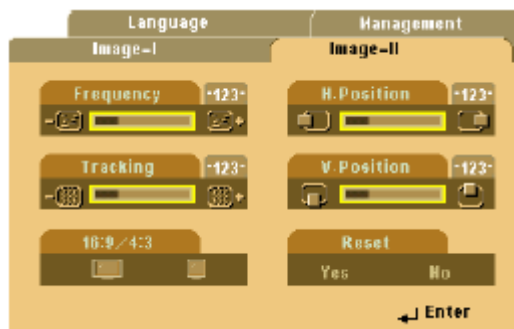 Language Management
Image-I Image-II
Frequency -123- H.Position -123-
- + 
Tracking -123- V.Position -123-
- +
16:9/4:3 Reset
Yes No
Enter